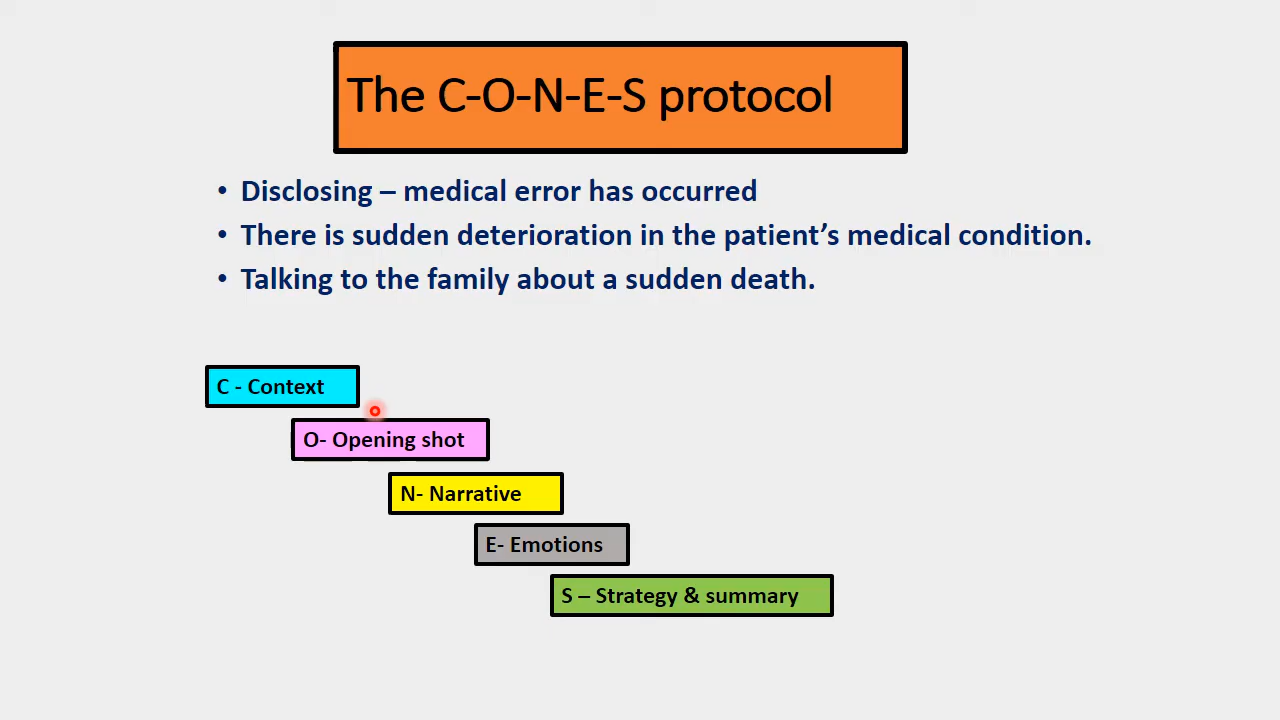 The C-O-N-E-S protocol
• Disclosing – medical error has occurred
• There is sudden deterioration in the patient’s medical condition.
• Talking to the family about a sudden death.
C - Context
O- Opening shot
N- Narrative
E- Emotions
S – Strategy & summary